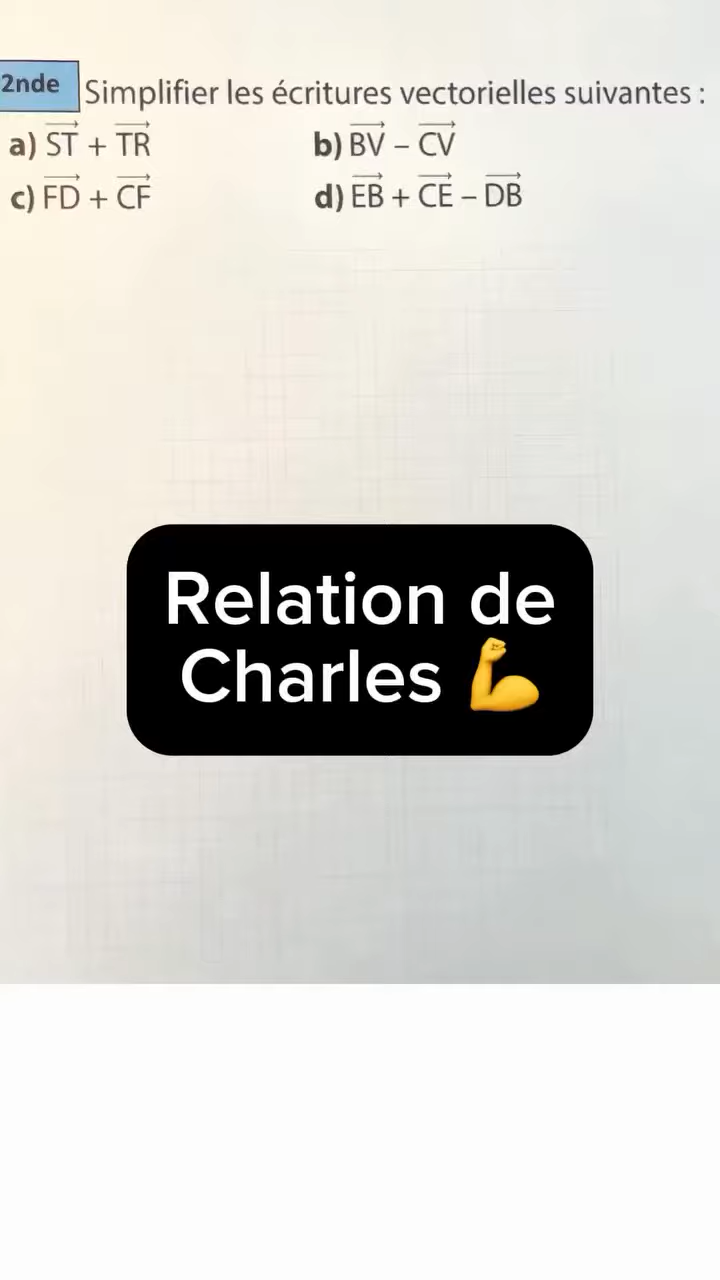 2nde Simplifier les écritures vectorielles suivantes :
a) ST + TR b) BV – CV
c) FD + CF d) EB + CE – DB
Relation de
Charles 💪